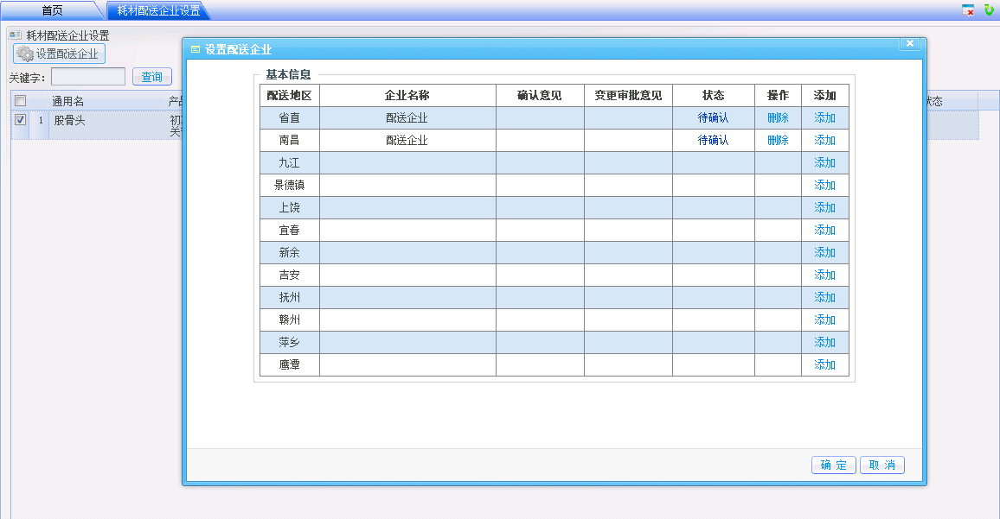 首页 耗材配送企业设置
耗材配送企业设置
设置配送企业
关键字： 查询
通用名
1 股骨头
设置配送企业
基本信息
配送地区 企业名称 确认意见 变更审批意见 状态 操作 添加
省直 配送企业 待确认 删除 添加
南昌 配送企业 待确认 删除 添加
九江 添加
景德镇 添加
上饶 添加
宜春 添加
新余 添加
吉安 添加
抚州 添加
赣州 添加
萍乡 添加
鹰潭 添加
确 定 取 消